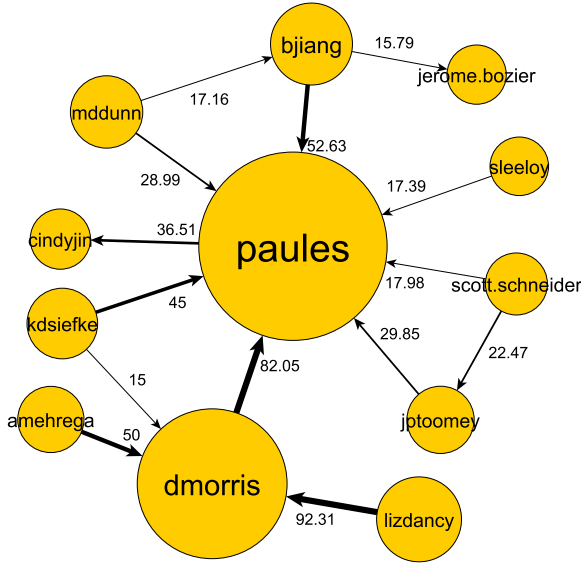 bjiang
15.79
jerome.bozier
17.16
mddunn
52.63
sleeloy
28.99
17.39
36.51
cindyjin
paules
17.98
scott.schneider
45
kdsiefke
29.85
22.47
82.05
15
amehrega
50
jptoomey
dmorris
92.31
lizdancy